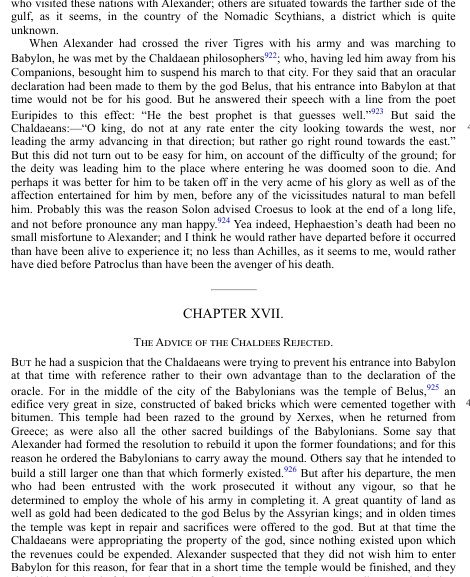 who visited these nations with Alexander; others are situated towards the farther side of the
gulf, as it seems, in the country of the Nomadic Scythians, a district which is quite
unknown.
When Alexander had crossed the river Tigres with his army and was marching to
Babylon, he was met by the Chaldaean philosophers922; who, having led him away from his
Companions, besought him to suspend his march to that city. For they said that an oracular
declaration had been made to them by the god Belus, that his entrance into Babylon at that
time would not be for his good. But he answered their speech with a line from the poet
Euripides to this effect: “He the best prophet is that guesses well.”923 But said the
Chaldaeans:—“O king, do not at any rate enter the city looking towards the west, nor
leading the army advancing in that direction; but rather go right round towards the east.”
But this did not turn out to be easy for him, on account of the difficulty of the ground; for
the deity was leading him to the place where entering he was doomed soon to die. And
perhaps it was better for him to be taken off in the very acme of his glory as well as of the
affection entertained for him by men, before any of the vicissitudes natural to man befell
him. Probably this was the reason Solon advised Croesus to look at the end of a long life,
and not before pronounce any man happy.924 Yea indeed, Hephaestion’s death had been no
small misfortune to Alexander; and I think he would rather have departed before it occurred
than have been alive to experience it; no less than Achilles, as it seems to me, would rather
have died before Patroclus than have been the avenger of his death.
CHAPTER XVII.
The Advice of the Chaldees Rejected.
But he had a suspicion that the Chaldaeans were trying to prevent his entrance into Babylon
at that time with reference rather to their own advantage than to the declaration of the
oracle. For in the middle of the city of the Babylonians was the temple of Belus,925 an
edifice very great in size, constructed of baked bricks which were cemented together with
bitumen. This temple had been razed to the ground by Xerxes, when he returned from
Greece; as were also all the other sacred buildings of the Babylonians. Some say that
Alexander had formed the resolution to rebuild it upon the former foundations; and for this
reason he ordered the Babylonians to carry away the mound. Others say that he intended to
build a still larger one than that which formerly existed.926 But after his departure, the men
who had been entrusted with the work prosecuted it without any vigour, so that he
determined to employ the whole of his army in completing it. A great quantity of land as
well as gold had been dedicated to the god Belus by the Assyrian kings; and in olden times
the temple was kept in repair and sacrifices were offered to the god. But at that time the
Chaldaeans were appropriating the property of the god, since nothing existed upon which
the revenues could be expended. Alexander suspected that they did not wish him to enter
Babylon for this reason, for fear that in a short time the temple would be finished, and they